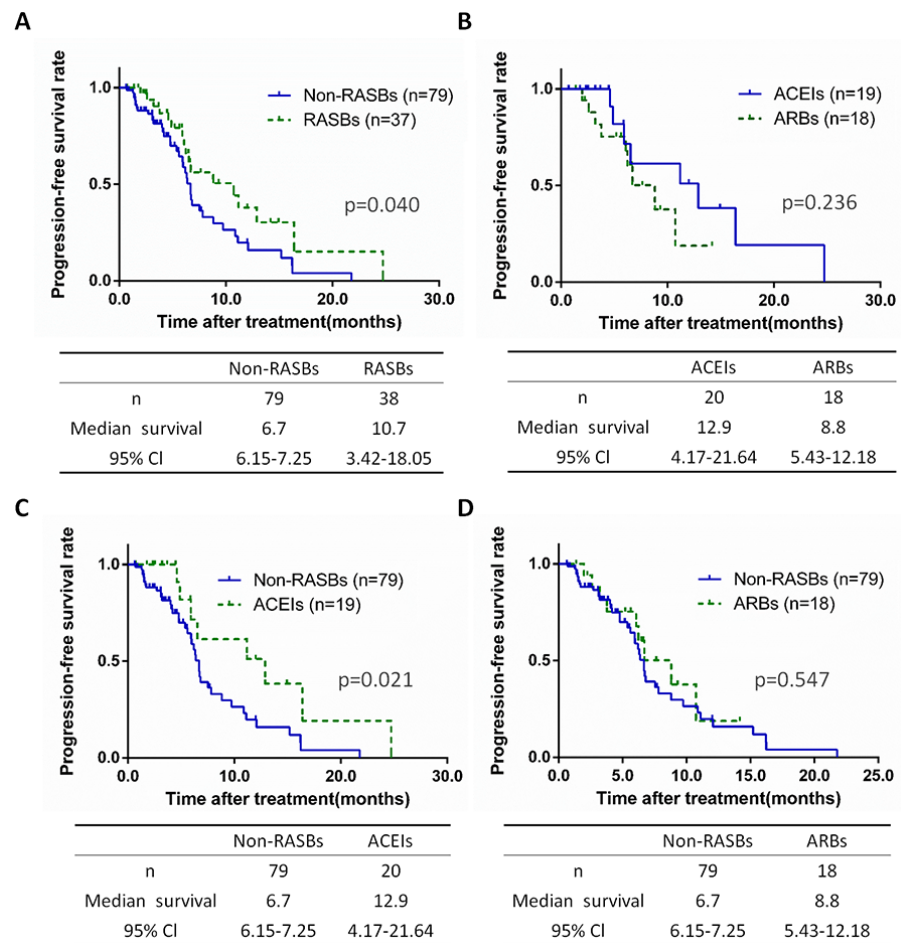 A
Progression-free survival rate
1.0
0.5
0.0
0.0 10.0 20.0 30.0
Time after treatment(months)
Non-RASBs (n=79)
RASBs (n=37)
p=0.040
Non-RASBs RASBs
n 79 38
Median survival 6.7 10.7
95% CI 6.15-7.25 3.42-18.05
B
Progression-free survival rate
1.0
0.5
0.0
0.0 10.0 20.0 30.0
Time after treatment(months)
ACEIs (n=19)
ARBs (n=18)
p=0.236
ACEIs ARBs
n 20 18
Median survival 12.9 8.8
95% CI 4.17-21.64 5.43-12.18
C
Progression-free survival rate
1.0
0.5
0.0
0.0 10.0 20.0 30.0
Time after treatment(months)
Non-RASBs (n=79)
ACEIs (n=19)
p=0.021
Non-RASBs ACEIs
n 79 20
Median survival 6.7 12.9
95% CI 6.15-7.25 4.17-21.64
D
Progression-free survival rate
1.0
0.5
0.0
0.0 5.0 10.0 15.0 20.0 25.0
Time after treatment(months)
Non-RASBs (n=79)
ARBs (n=18)
p=0.547
Non-RASBs ARBs
n 79 18
Median survival 6.7 8.8
95% CI 6.15-7.25 5.43-12.18